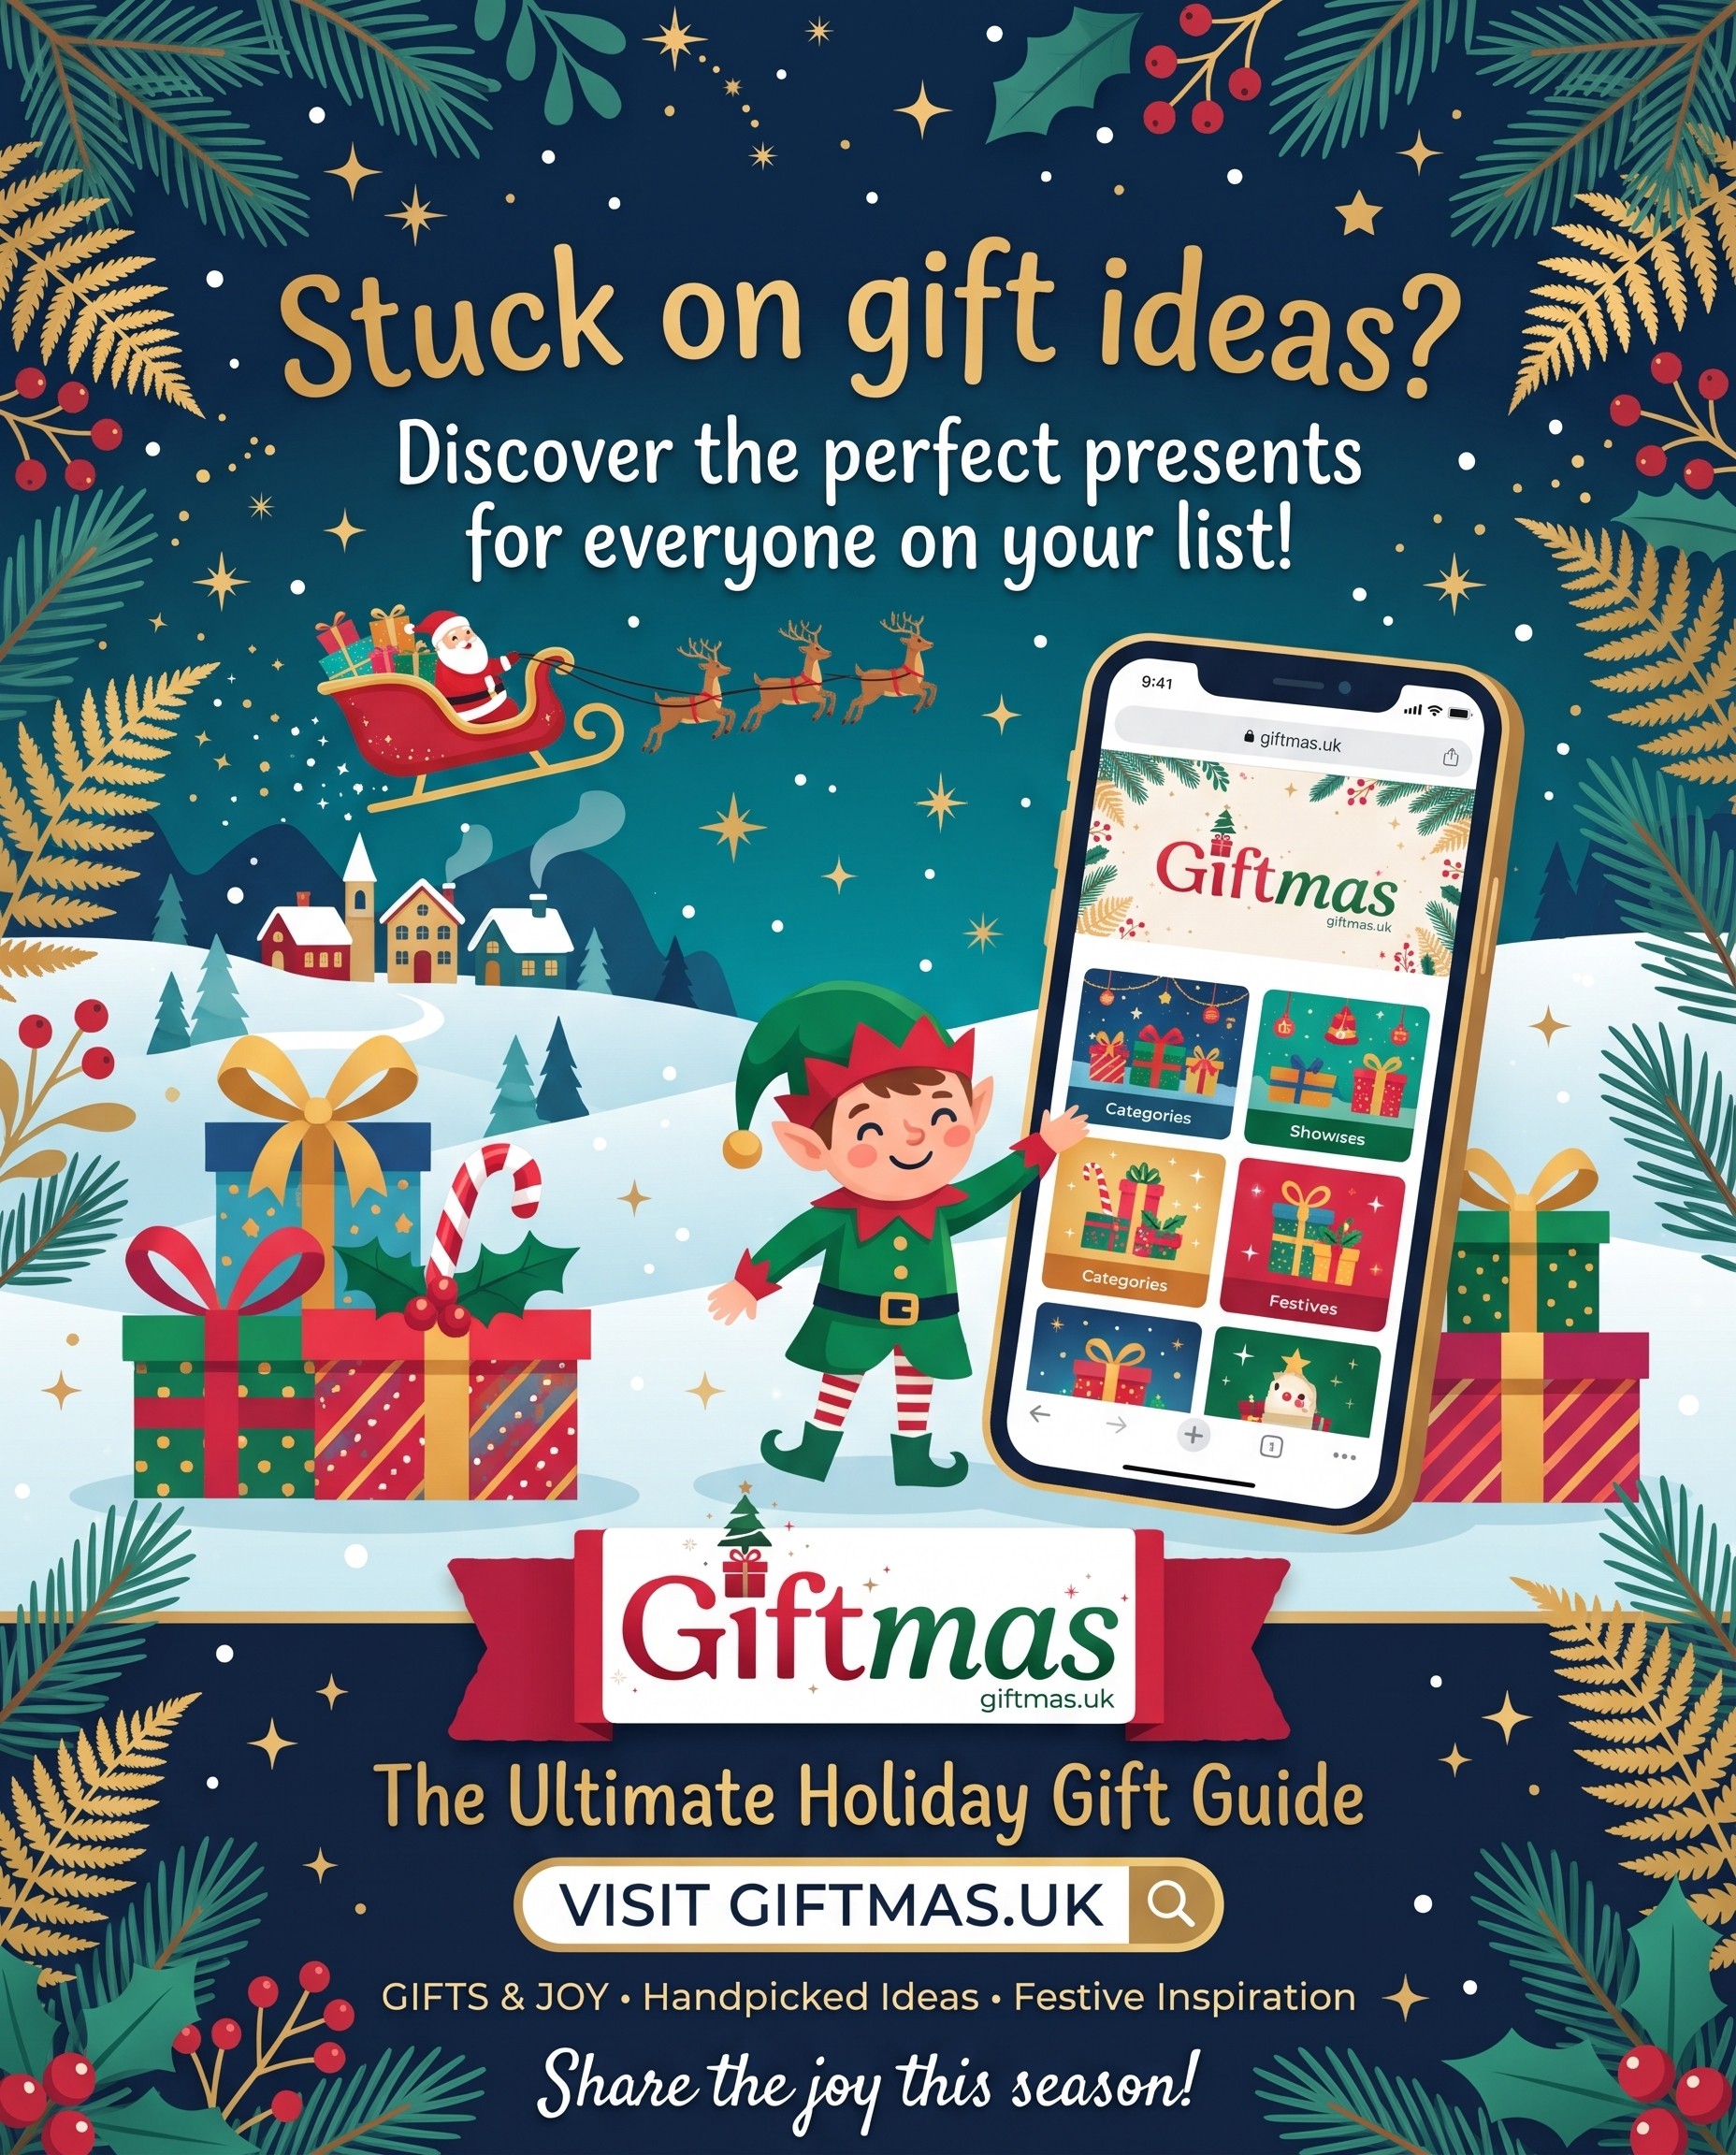 Stuck on gift ideas?
Discover the perfect presents
for everyone on your list!
9:41
giftmas.uk
Giftmas
giftmas.uk
Categories
Showises
Categories
Festives
1
Giftmas
giftmas.uk
The Ultimate Holiday Gift Guide
VISIT GIFTMAS.UK
GIFTS & JOY • Handpicked Ideas • Festive Inspiration
Share the joy this season!